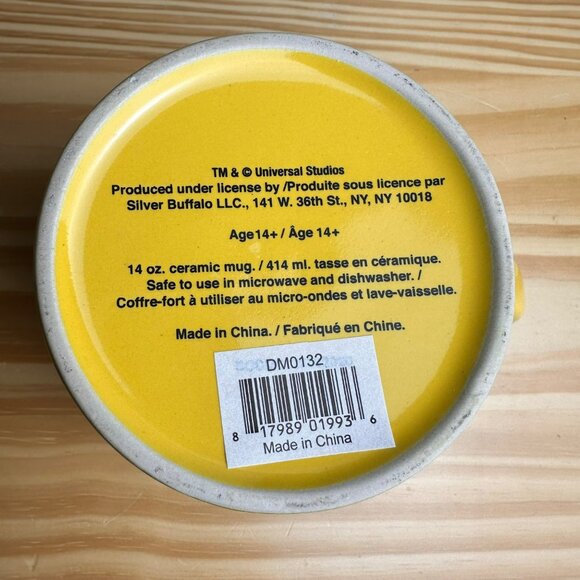 TM & © Universal Studios
Produced under license by /Produite sous licence par
Silver Buffalo LLC., 141 W. 36th St., NY, NY 10018
Age14+ / Âge 14+
14 oz. ceramic mug. / 414 ml. tasse en céramique.
Safe to use in microwave and dishwasher. /
Coffre-fort à utiliser au micro-ondes et lave-vaisselle.
Made in China. / Fabriqué en Chine.
DM0132
8 17989 01993 6
Made in China